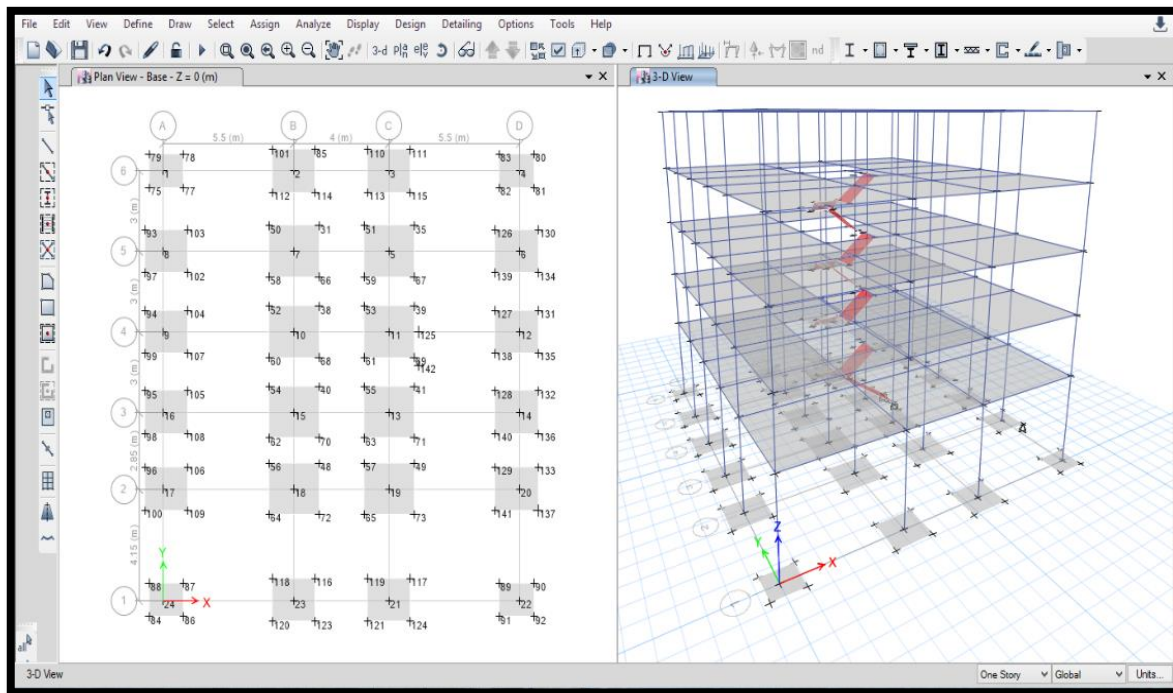 File Edit View Define Draw Select Assign Analyze Display Design Detailing Options Tools Help
3-d nd
Plan View - Base - Z = 0 (m)
3-D View
A B C D
5.5 (m) 4 (m) 5.5 (m)
79 78 101 85 110 111 83 80
6 1 2 3 4
75 77 112 114 113 115 82 81
3 (m)
93 103 50 31 51 35 126 130
5 8 7 5 6
97 102 58 66 59 67 139 134
3 (m)
94 104 52 38 53 39 127 131
4 9 10 11 125 12
99 107 60 68 61 142 138 135
3 (m)
95 105 54 40 55 41 128 132
3 16 15 13 14
98 108 62 70 63 71 140 136
2.85 (m)
96 106 56 48 57 49 129 133
2 17 18 19 20
100 109 64 72 65 73 141 137
4.15 (m)
Y
88 87 118 116 119 117 89 90
1 24 X 23 21 22
84 86 120 123 121 124 91 92
Z
Y X
all
3-D View One Story Global Units...